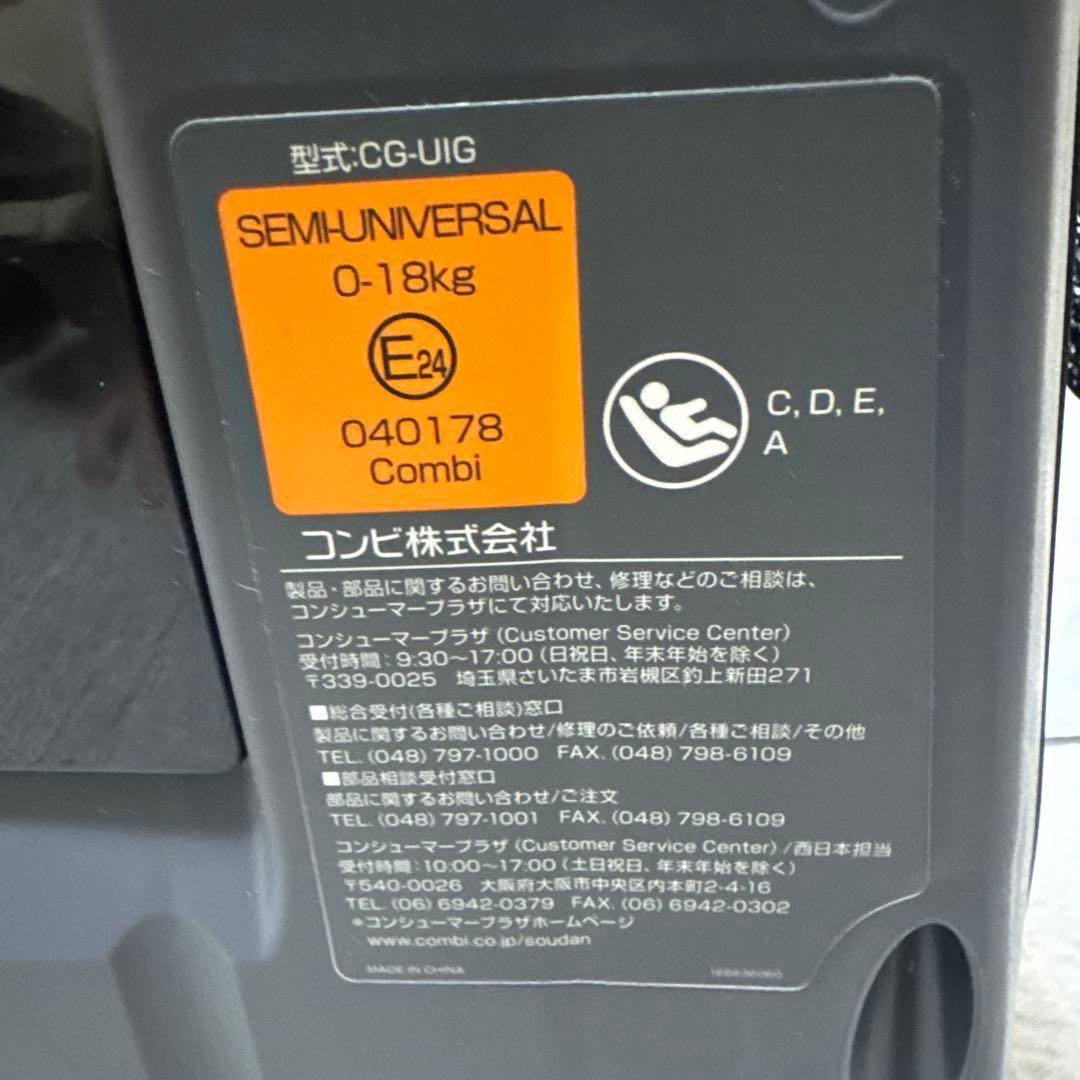 型式:CG-UIG
SEMI-UNIVERSAL
0-18kg
E24
040178
Combi
C, D, E,
A
コンビ株式会社
製品・部品に関するお問い合わせ、修理などのご相談は、
コンシューマープラザにて対応いたします。
コンシューマープラザ (Customer Service Center)
受付時間：9:30～17:00 (日祝日、年末年始を除く)
〒339-0025 埼玉県さいたま市岩槻区釣上新田271
■総合受付(各種ご相談)窓口
製品に関するお問い合わせ/修理のご依頼/各種ご相談/その他
TEL. (048) 797-1000 FAX. (048) 798-6109
■部品相談受付窓口
部品に関するお問い合わせ/ご注文
TEL. (048) 797-1001 FAX. (048) 798-6109
コンシューマープラザ (Customer Service Center) /西日本担当
受付時間：10:00～17:00 (土日祝日、年末年始を除く)
〒540-0026 大阪府大阪市中央区内本町2-4-16
TEL. (06) 6942-0379 FAX. (06) 6942-0302
*コンシューマープラザホームページ
www.combi.co.jp/soudan
MADE IN CHINA